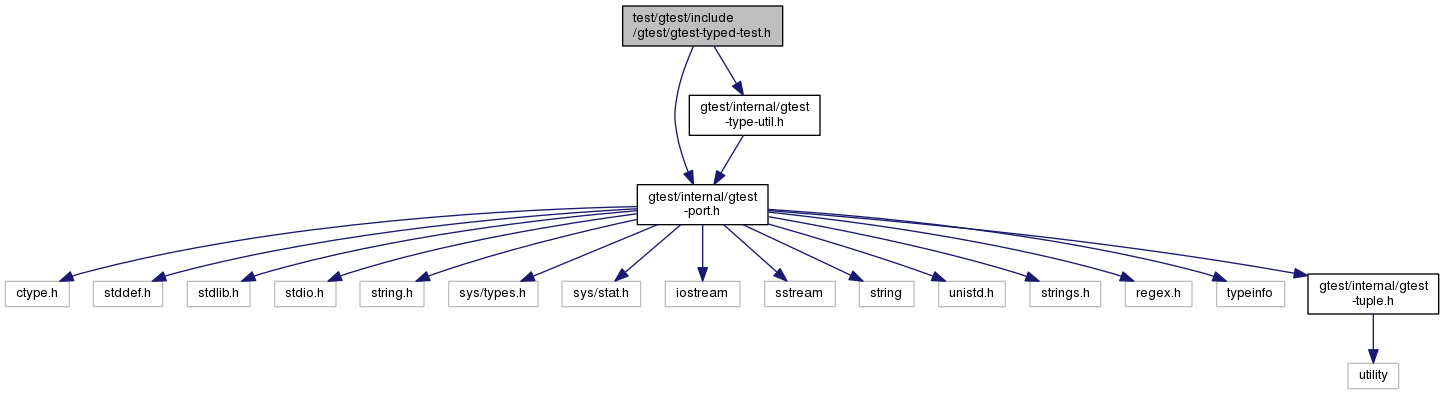 test/gtest/include
/gtest/gtest-typed-test.h
gtest/internal/gtest
-type-util.h
gtest/internal/gtest
-port.h
ctype.h
stddef.h
stdlib.h
stdio.h
string.h
sys/types.h
sys/stat.h
iostream
sstream
string
unistd.h
strings.h
regex.h
typeinfo
gtest/internal/gtest
-tuple.h
utility